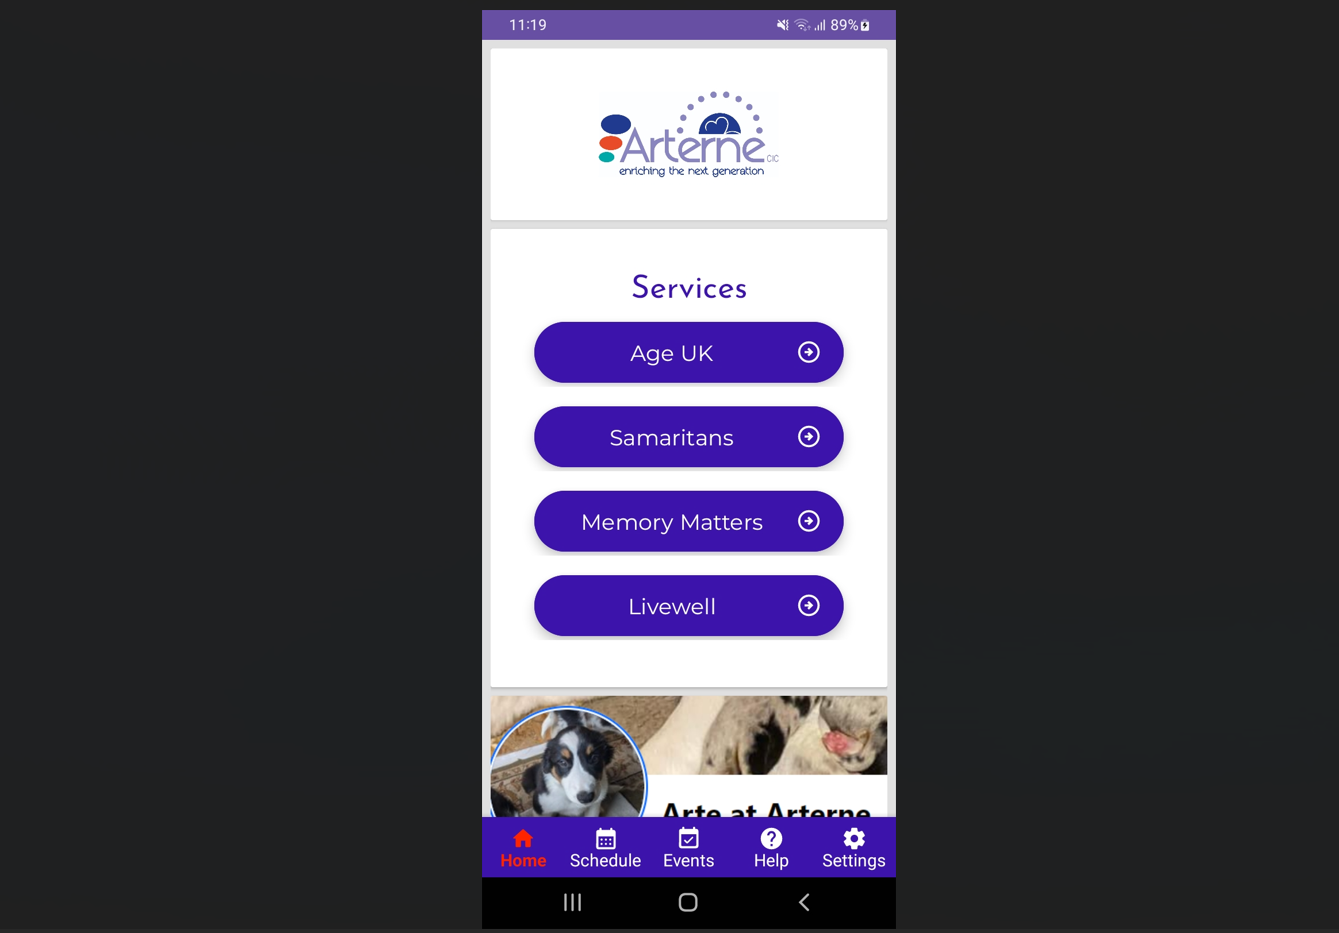 11:19
89%
Arterne CIC
enriching the next generation
Services
Age UK
Samaritans
Memory Matters
Livewell
Arte at Arterne
Home Schedule Events Help Settings